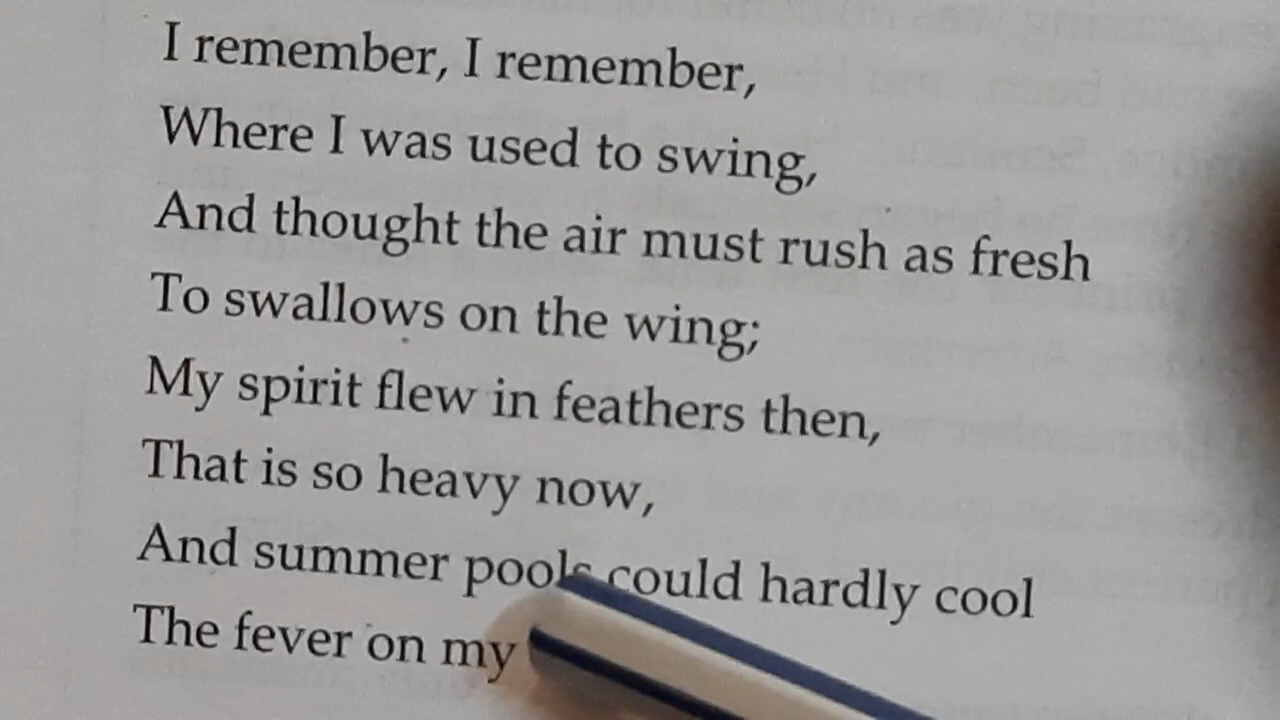 I remember, I remember,
Where I was used to swing,
And thought the air must rush as fresh
To swallows on the wing;
My spirit flew in feathers then,
That is so heavy now,
And summer pools could hardly cool
The fever on my